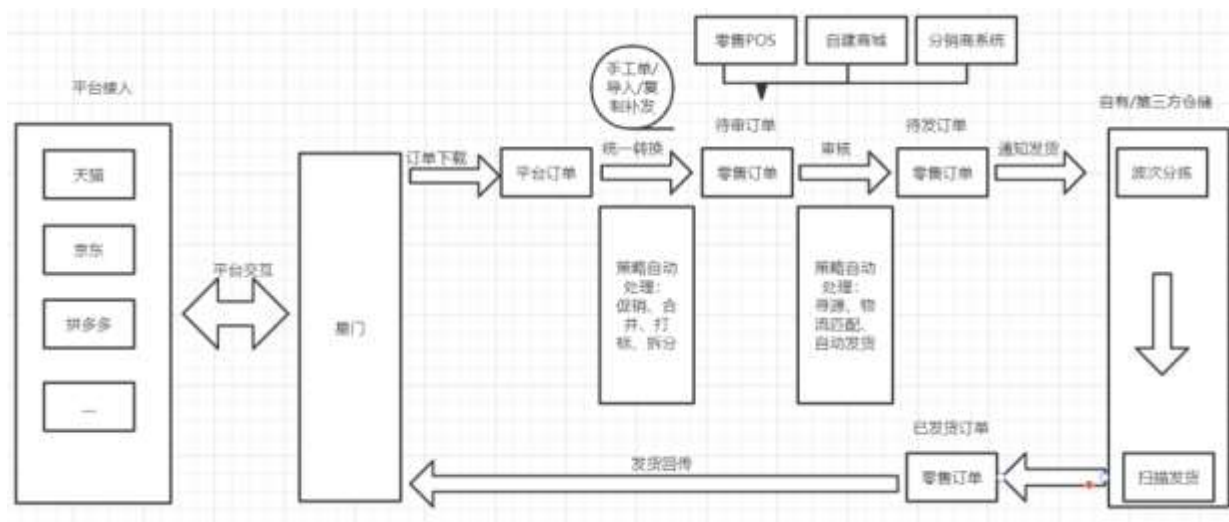 平台接入
天猫
京东
拼多多
...
平台交互
星门
订单下载
平台订单
手工单/
导入/复
制补发
统一转换
策略自动
处理：
促销、合
并、打
标、拆分
零售POS
自建商城
分销商系统
待审订单
零售订单
审核
策略自动
处理：
寻源、物
流匹配、
自动发货
待发订单
零售订单
通知发货
自有/第三方仓储
波次分拣
扫描发货
已发货订单
零售订单
发货回传